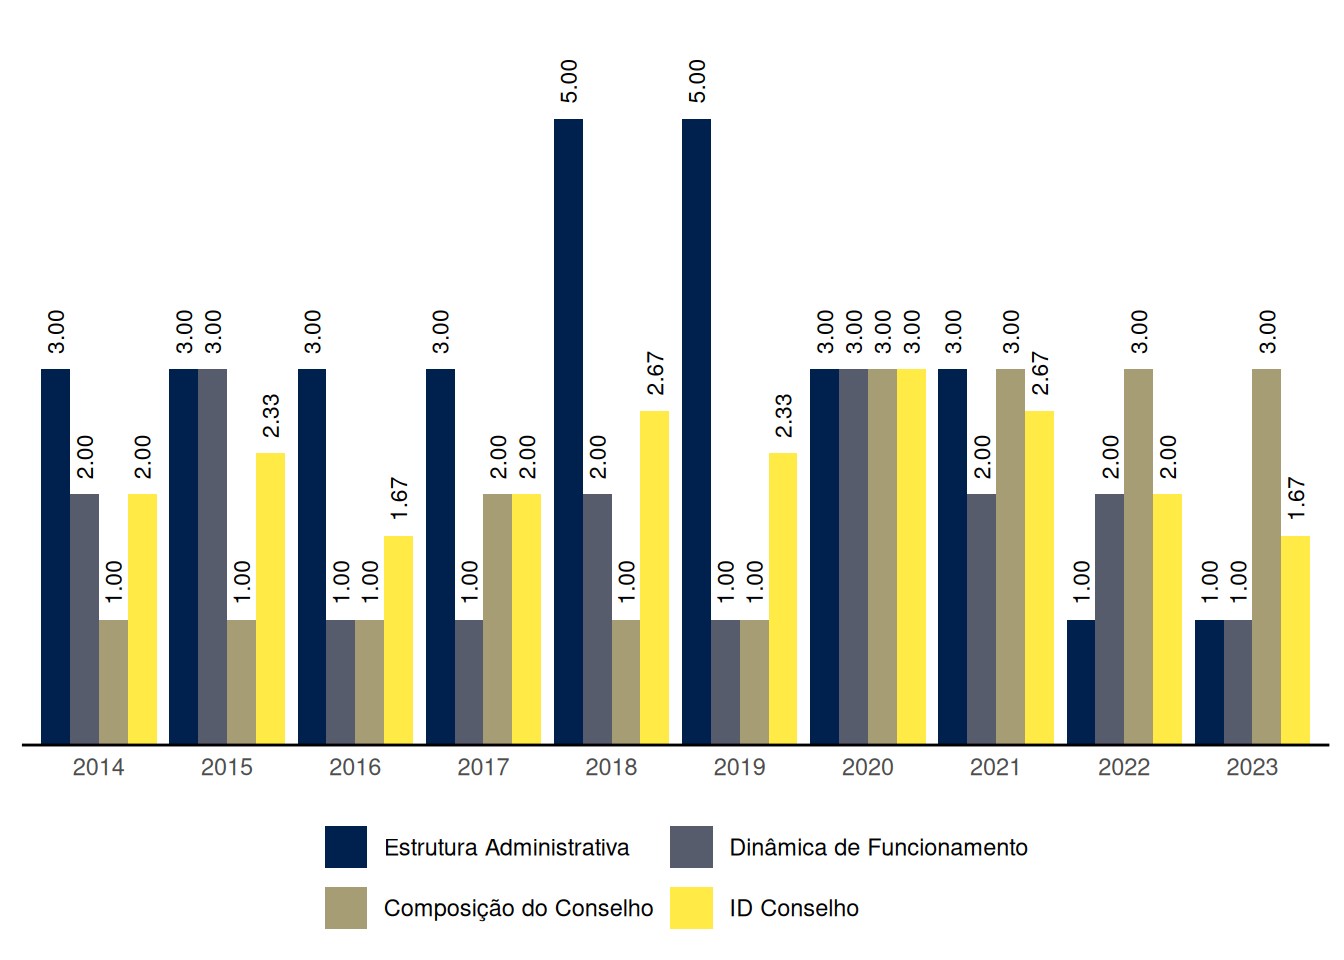 3.00 2.00 1.00 2.00
3.00 3.00 1.00 2.33
3.00 1.00 1.00 1.67
3.00 1.00 2.00 2.00
5.00 2.00 1.00 2.67
5.00 1.00 1.00 2.33
3.00 3.00 3.00 3.00
3.00 2.00 3.00 2.67
1.00 2.00 3.00 2.00
1.00 1.00 3.00 1.67
2014 2015 2016 2017 2018 2019 2020 2021 2022 2023
Estrutura Administrativa Dinâmica de Funcionamento
Composição do Conselho ID Conselho